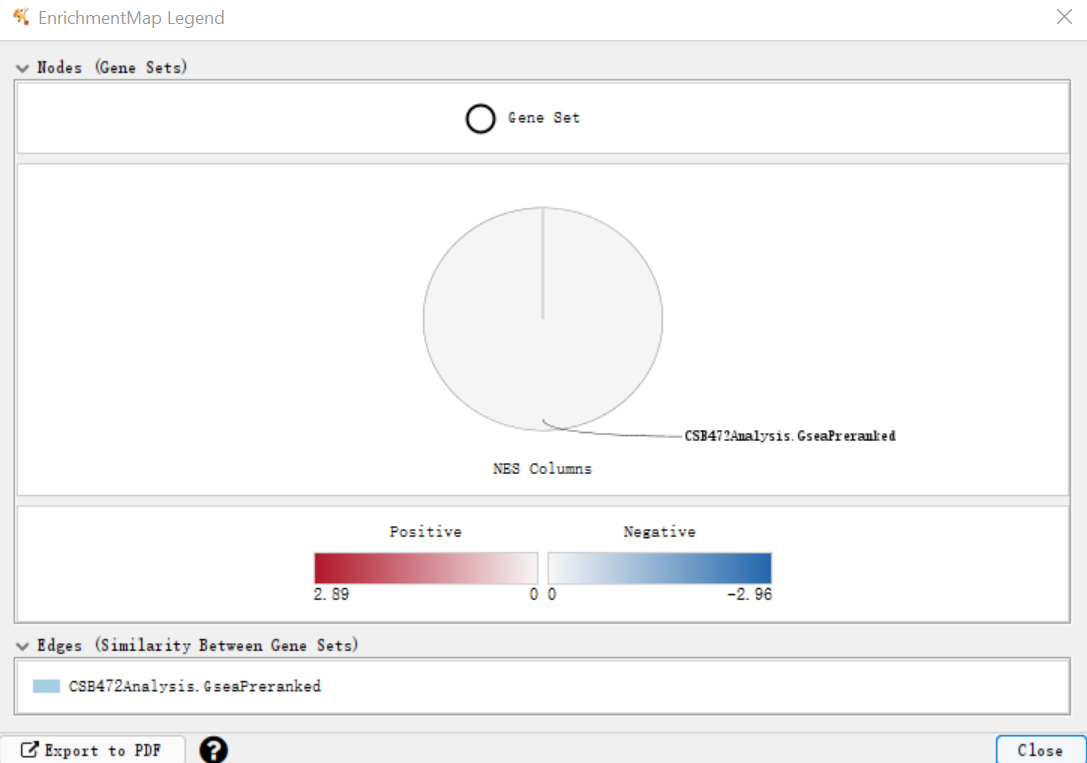 EnrichmentMap Legend
Nodes (Gene Sets)
Gene Set
CSB472Analysis.GseaPreranked
NES Columns
Positive Negative
2.89 0 0 -2.96
Edges (Similarity Between Gene Sets)
CSB472Analysis.GseaPreranked
Export to PDF ? Close